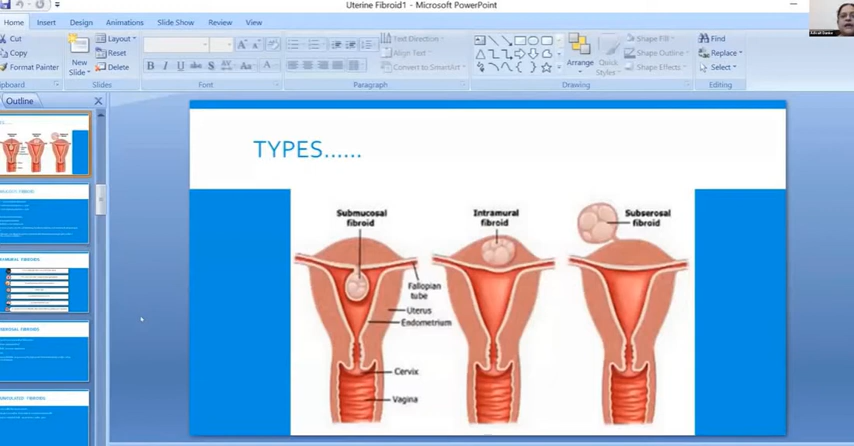 Uterine Fibroid1 - Microsoft PowerPoint
Home Insert Design Animations Slide Show Review View
Cut
Copy
Format Painter
New
Slide
Layout
Reset
Delete
Slides
B I U abc S AV Aa A
Font
Text Direction
Align Text
Convert to SmartArt
Paragraph
Arrange
Quick
Styles
Shape Fill
Shape Outline
Shape Effects
Drawing
Find
Replace
Select
Editing
Outline
TYPES......
Submucosal
fibroid
Intramural
fibroid
Subserosal
fibroid
Fallopian
tube
Uterus
Endometrium
Cervix
Vagina